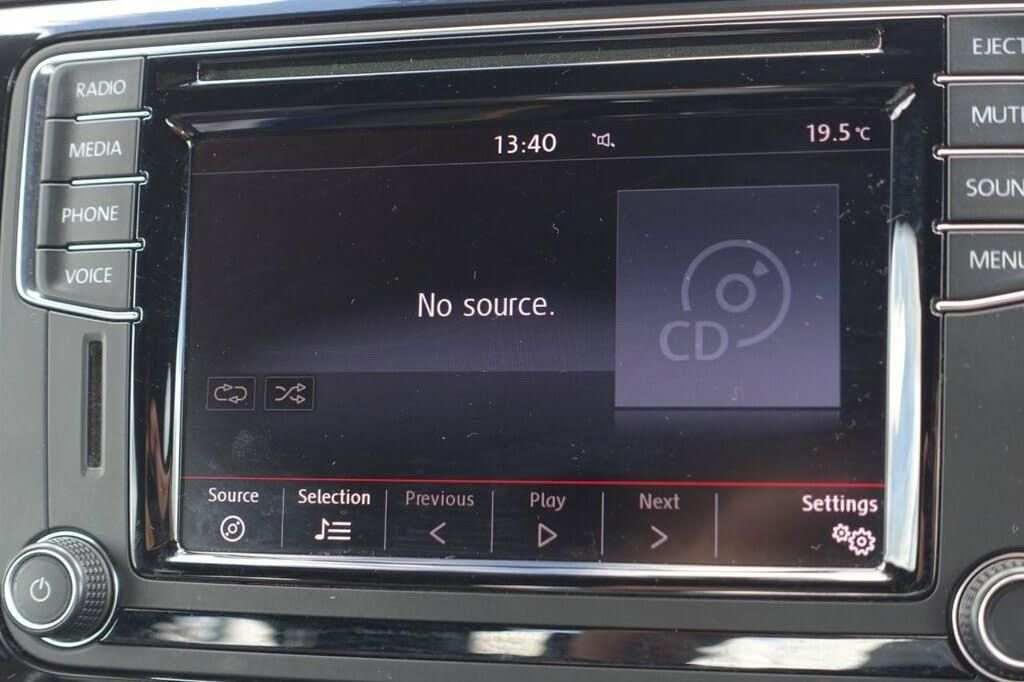 RADIO
MEDIA
PHONE
VOICE
13:40
19.5°C
No source.
CD
Source
Selection
Previous
Play
Next
Settings
EJECT
MUTE
SOUN
MENU